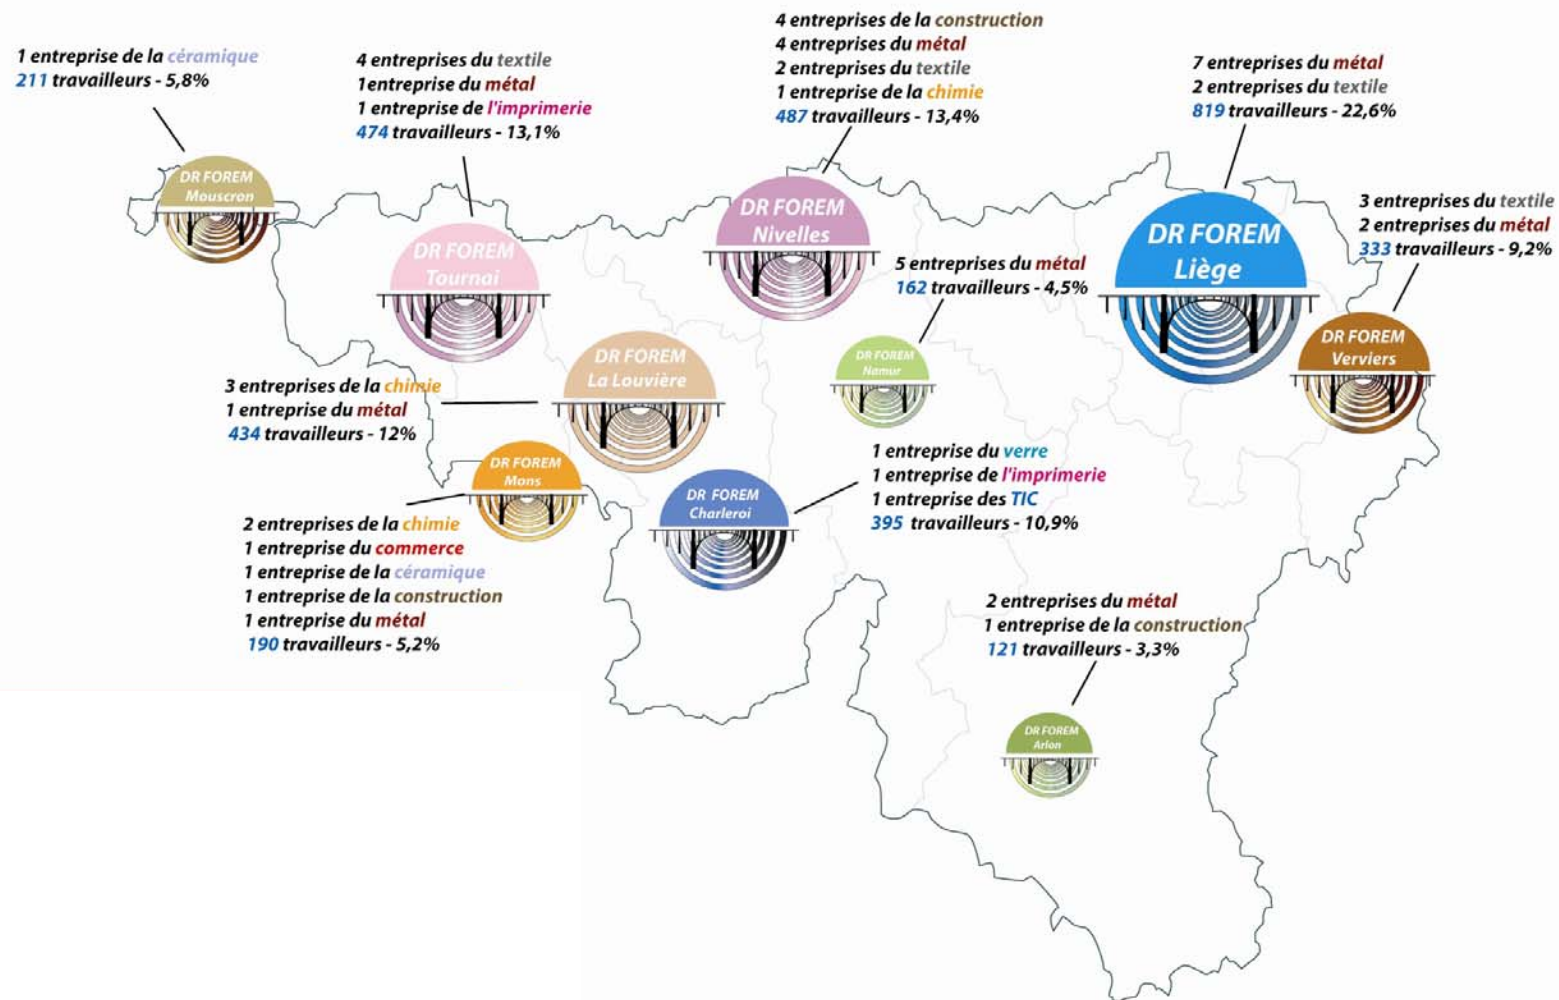 1 entreprise de la céramique
211 travailleurs - 5,8%
DR FOREM
Mouscron
4 entreprises du textile
1entreprise du métal
1 entreprise de l'imprimerie
474 travailleurs - 13,1%
DR FOREM
Tournai
4 entreprises de la construction
4 entreprises du métal
2 entreprises du textile
1 entreprise de la chimie
487 travailleurs - 13,4%
DR FOREM
Nivelles
7 entreprises du métal
2 entreprises du textile
819 travailleurs - 22,6%
DR FOREM
Liège
3 entreprises du textile
2 entreprises du métal
333 travailleurs - 9,2%
DR FOREM
Verviers
5 entreprises du métal
162 travailleurs - 4,5%
DR FOREM
Namur
3 entreprises de la chimie
1 entreprise du métal
434 travailleurs - 12%
DR FOREM
La Louvière
DR FOREM
Mons
2 entreprises de la chimie
1 entreprise du commerce
1 entreprise de la céramique
1 entreprise de la construction
1 entreprise du métal
190 travailleurs - 5,2%
DR FOREM
Charleroi
1 entreprise du verre
1 entreprise de l'imprimerie
1 entreprise des TIC
395 travailleurs - 10,9%
2 entreprises du métal
1 entreprise de la construction
121 travailleurs - 3,3%
DR FOREM
Arlon